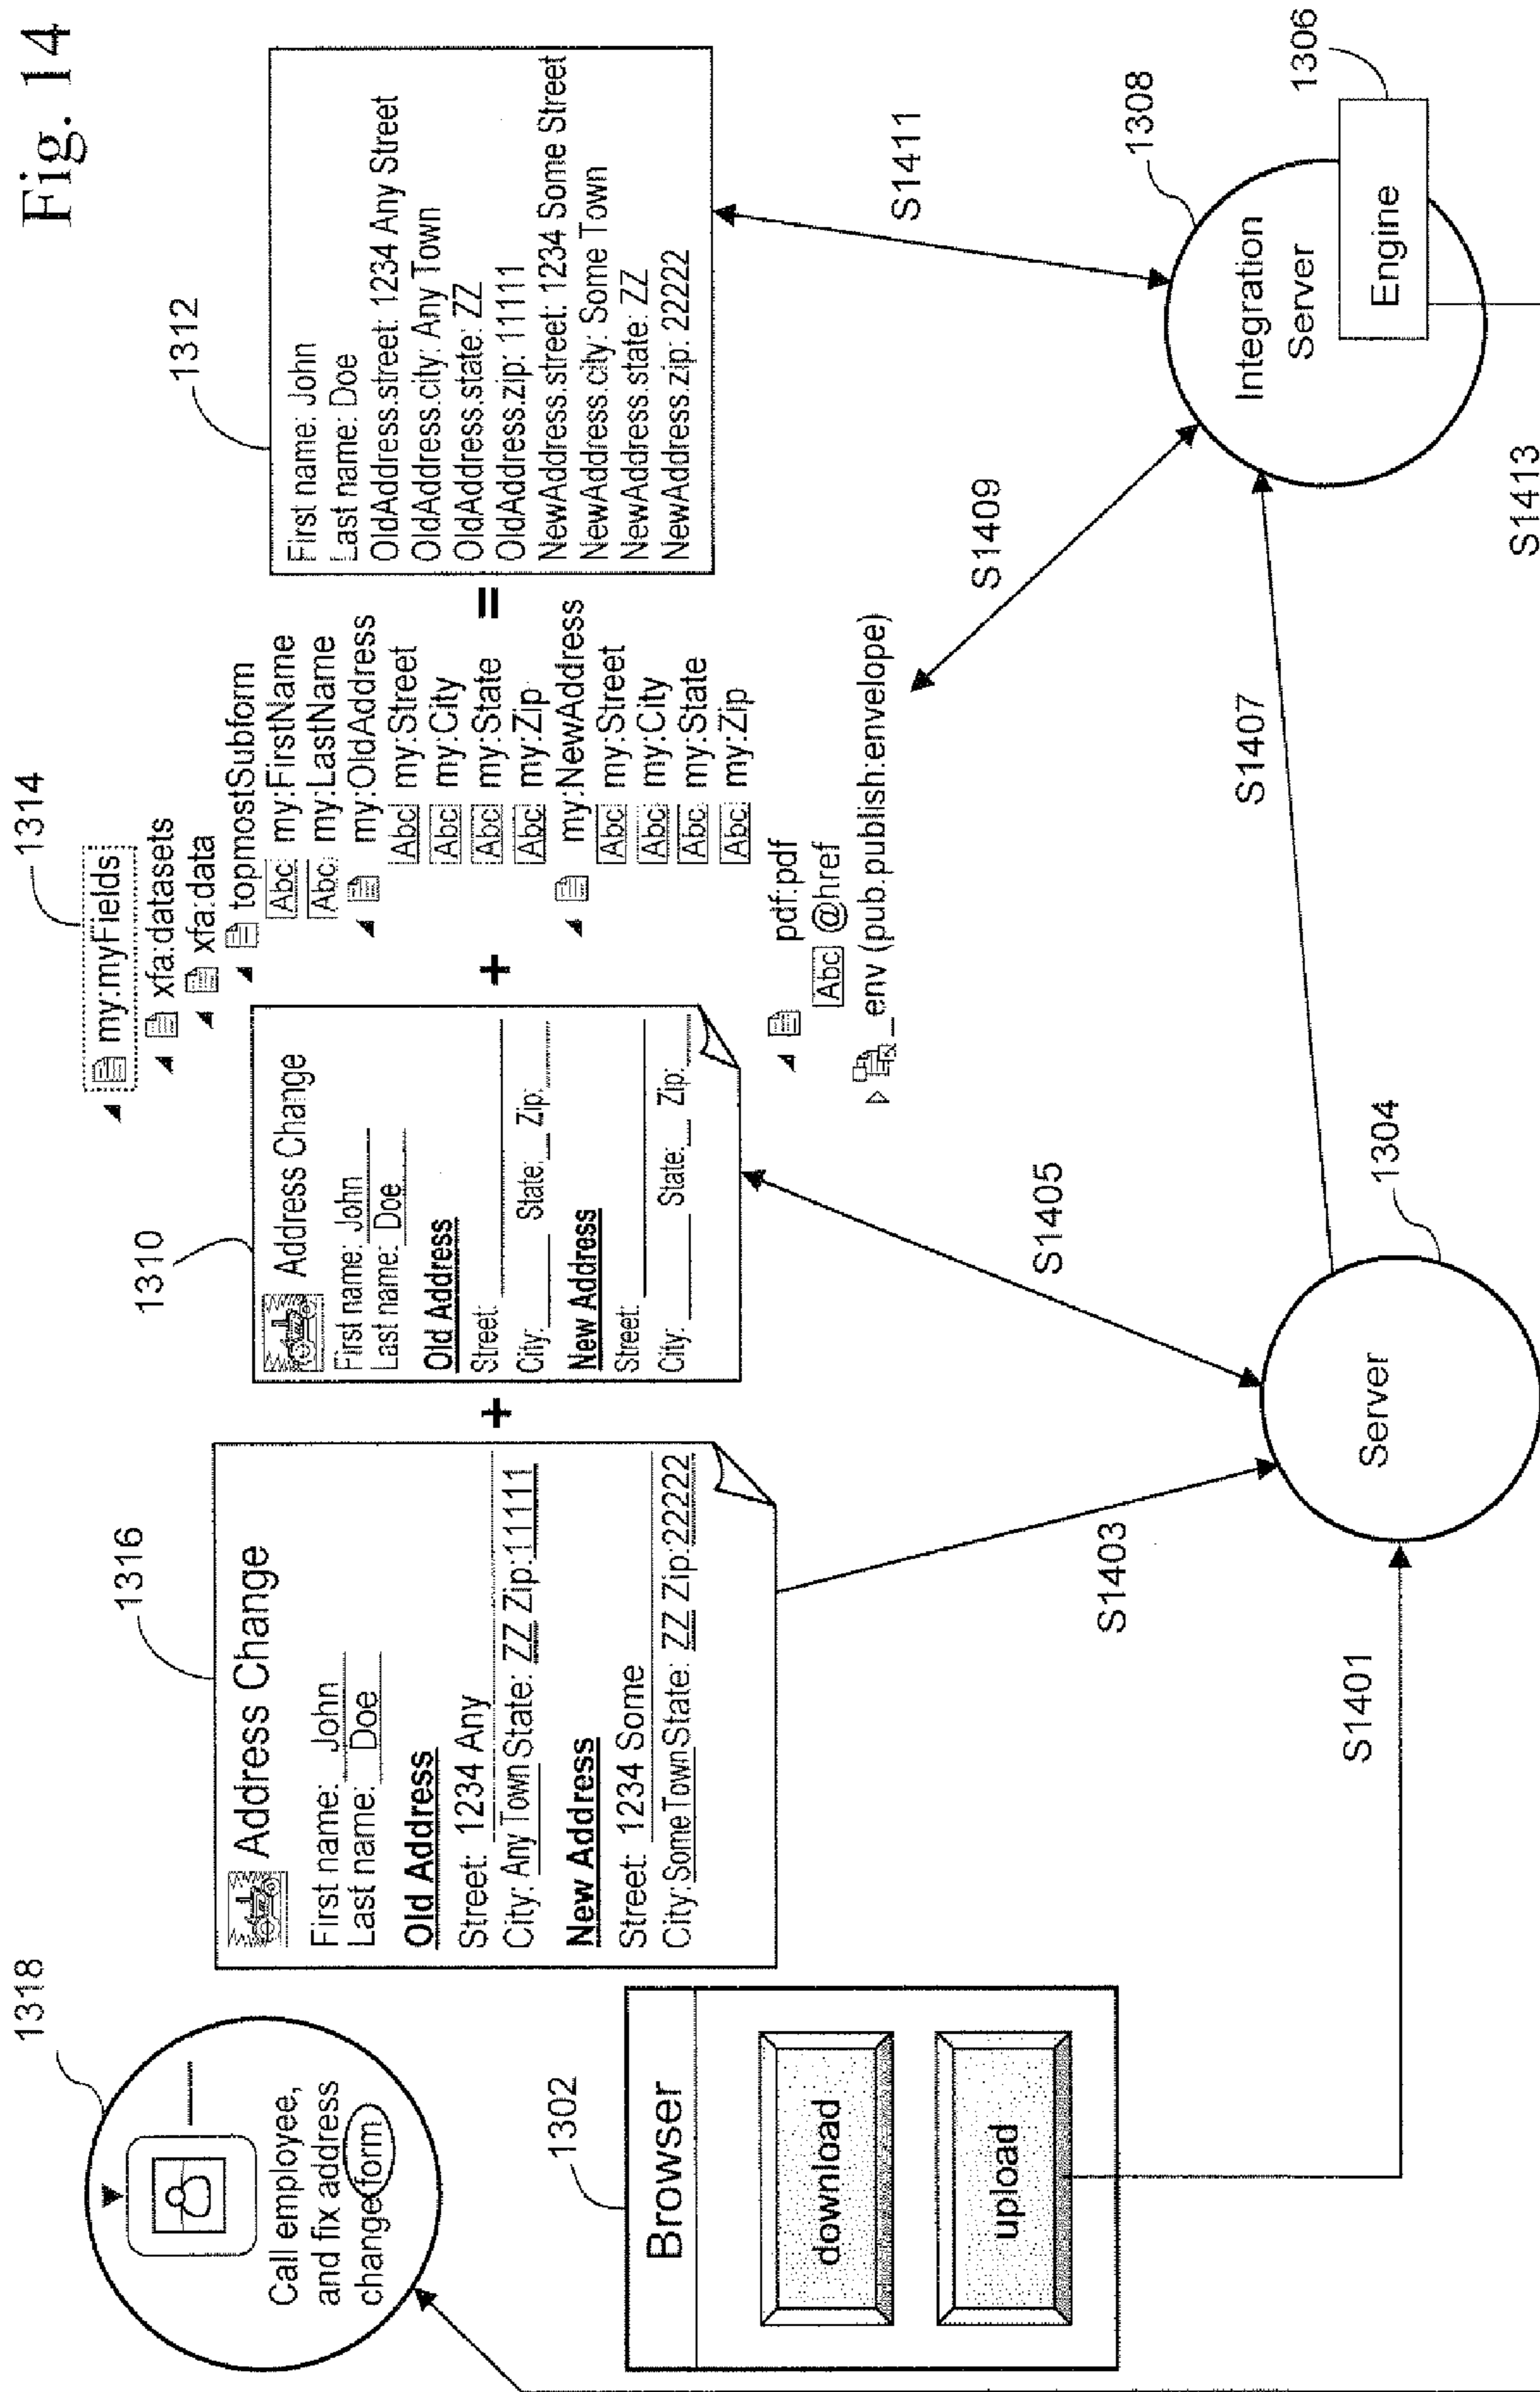 Fig. 14
1318
Call employee,
and fix address
change form
1302
Browser
download
upload
1316
Address Change
First name: John
Last name: Doe
Old Address
Street: 1234 Any
City: Any Town State: ZZ Zip:11111
New Address
Street: 1234 Some
City:Some Town State: ZZ Zip:22222
+
1310
Address Change
First name: John
Last name: Doe
Old Address
Street:
City: State: Zip:
New Address
Street:
City: State: Zip:
+
1314
my:myFields
xfa:datasets
xfa:data
topmostSubform
Abc my:FirstName
Abc my:LastName
my:OldAddress
Abc my:Street
Abc my:City
Abc my:State
Abc my:Zip
my:NewAddress
Abc my:Street
Abc my:City
Abc my:State
Abc my:Zip
pdf:pdf
Abc @href
_env (pub.publish:envelope)
=
1312
First name: John
Last name: Doe
OldAddress.street: 1234 Any Street
OldAddress.city: Any Town
OldAddress.state: ZZ
OldAddress.zip: 11111
NewAddress.street: 1234 Some Street
NewAddress.city: Some Town
NewAddress.state: ZZ
NewAddress.zip: 22222
S1401
S1403
S1405
Server
1304
S1407
S1409
S1411
Integration
Server
1308
Engine
1306
S1413